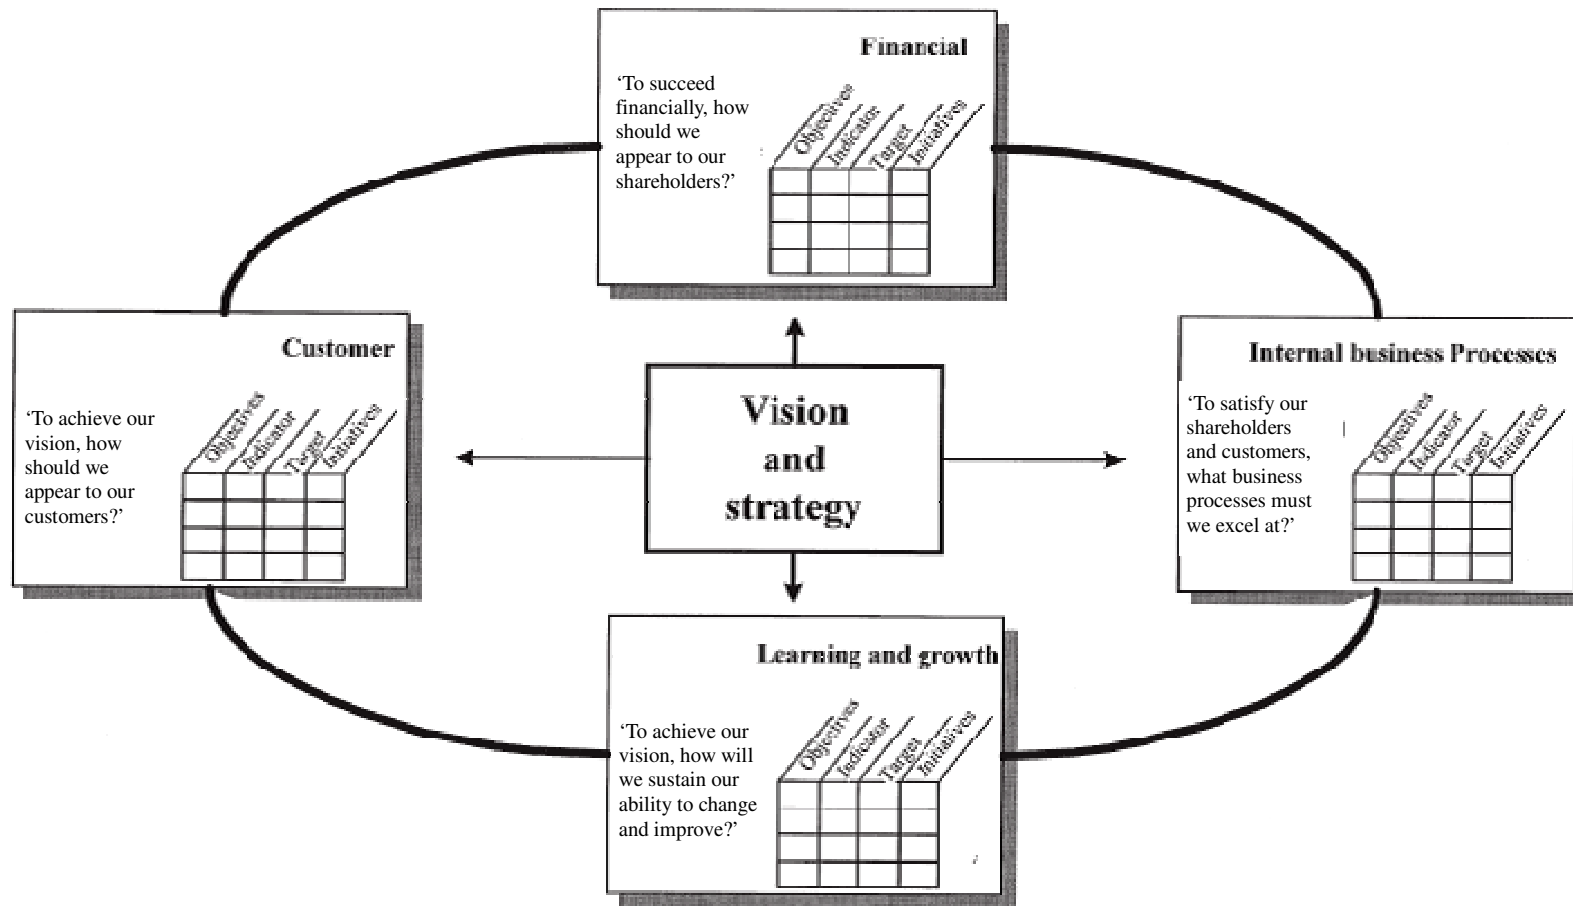 Financial
‘To succeed
financially, how
should we
appear to our
shareholders?’
Objectives
Indicator
Target
Initiatives
Customer
‘To achieve our
vision, how
should we
appear to our
customers?’
Objectives
Indicator
Target
Initiatives
Vision
and
strategy
Internal business Processes
‘To satisfy our
shareholders
and customers,
what business
processes must
we excel at?’
Objectives
Indicator
Target
Initiatives
Learning and growth
‘To achieve our
vision, how will
we sustain our
ability to change
and improve?’
Objectives
Indicator
Target
Initiatives